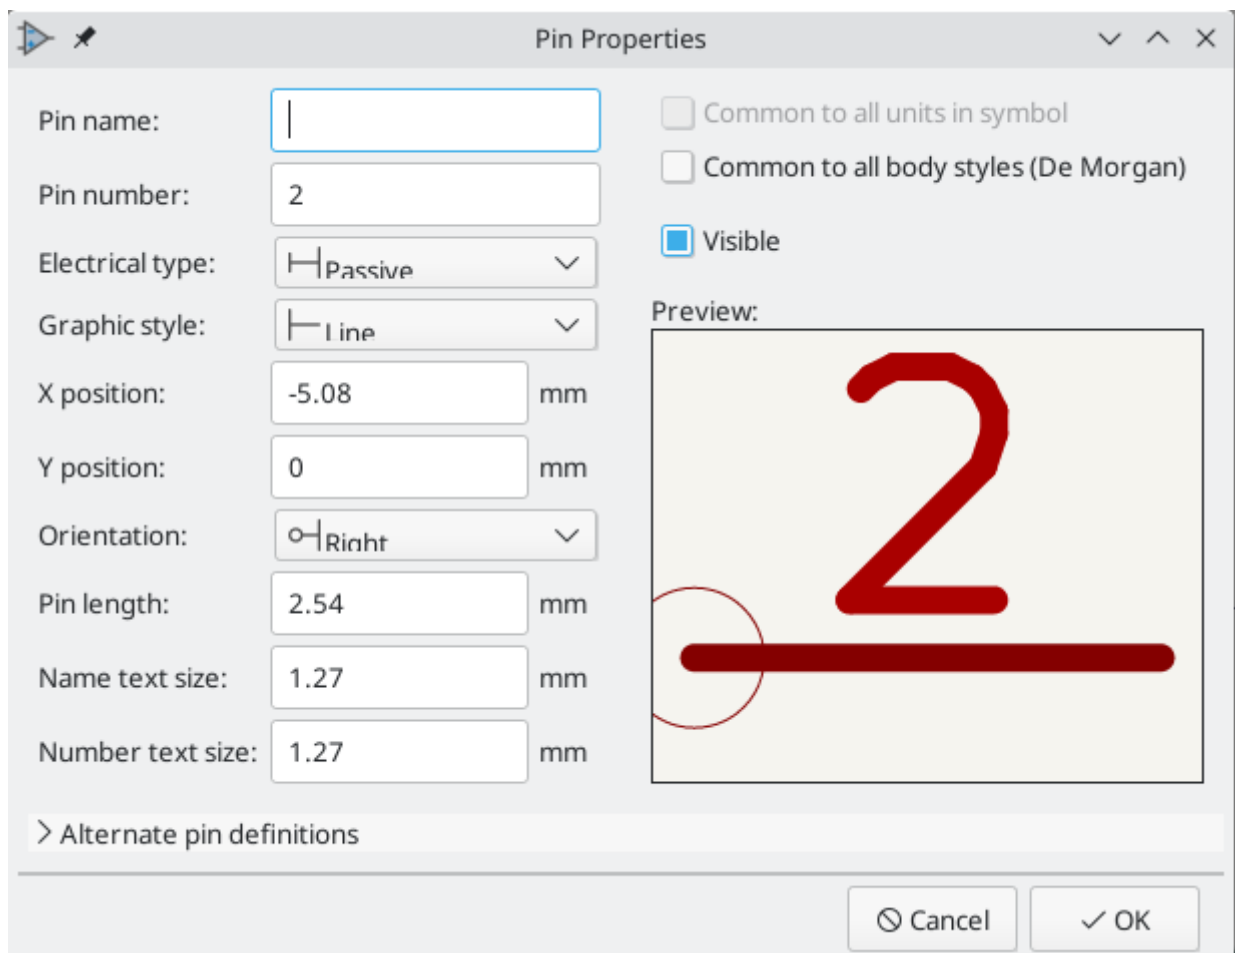 Pin Properties
Pin name:
Pin number: 2
Electrical type: Passive
Graphic style: Line
X position: -5.08 mm
Y position: 0 mm
Orientation: Right
Pin length: 2.54 mm
Name text size: 1.27 mm
Number text size: 1.27 mm
Common to all units in symbol
Common to all body styles (De Morgan)
Visible
Preview:
2
Alternate pin definitions
Cancel OK